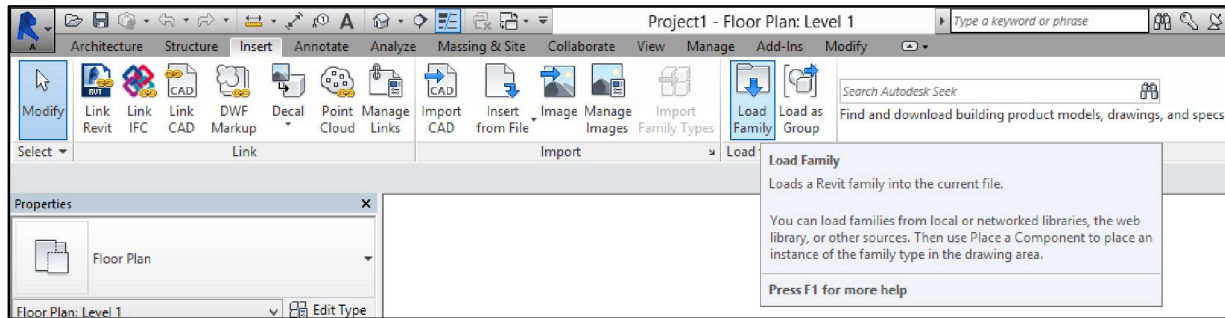 Project1 - Floor Plan: Level 1
Type a keyword or phrase
Architecture Structure Insert Annotate Analyze Massing & Site Collaborate View Manage Add-Ins Modify
Modify
Link Revit
Link IFC
Link CAD
DWF Markup
Decal
Point Cloud
Manage Links
Import CAD
Insert from File
Image
Manage Images
Import Family Types
Load Family
Load as Group
Search Autodesk Seek
Find and download building product models, drawings, and specs
Select
Link
Import
Load
Load Family
Loads a Revit family into the current file.
You can load families from local or networked libraries, the web
library, or other sources. Then use Place a Component to place an
instance of the family type in the drawing area.
Press F1 for more help
Properties
Floor Plan
Floor Plan: Level 1
Edit Type